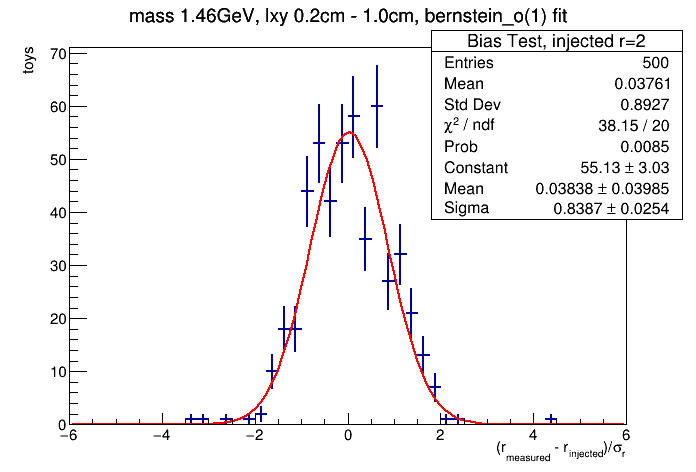 mass 1.46GeV, lxy 0.2cm - 1.0cm, bernstein_o(1) fit
Bias Test, injected r=2
Entries 500
Mean 0.03761
Std Dev 0.8927
χ² / ndf 38.15 / 20
Prob 0.0085
Constant 55.13 ± 3.03
Mean 0.03838 ± 0.03985
Sigma 0.8387 ± 0.0254
toys
70
60
50
40
30
20
10
0
−6 −4 −2 0 2 4 6
(r_measured - r_injected)/σ_r